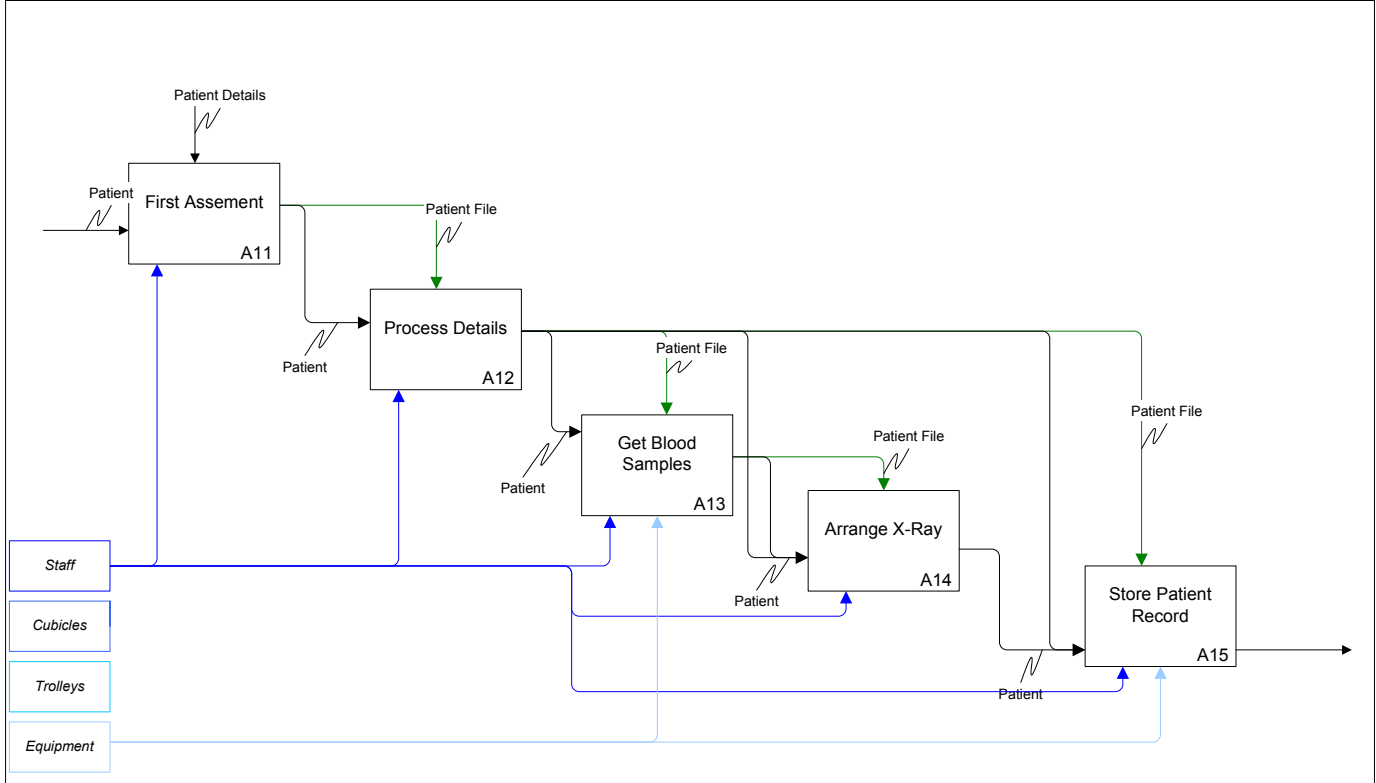 Patient Details
Patient
First Assement
A11
Patient File
Process Details
A12
Patient
Patient File
Get Blood
Samples
A13
Patient
Patient File
Patient File
Arrange X-Ray
A14
Patient
Store Patient
Record
A15
Patient
Staff
Cubicles
Trolleys
Equipment